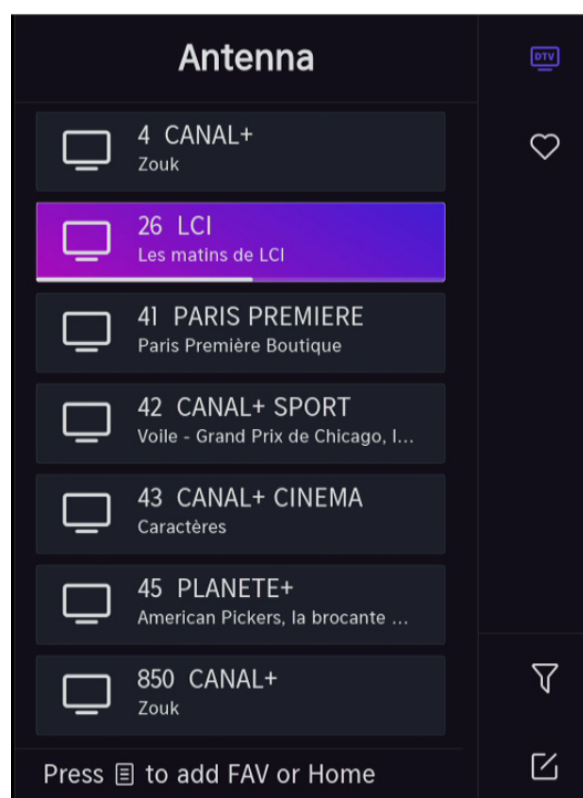 Antenna
DTV
4 CANAL+
Zouk
26 LCI
Les matins de LCI
41 PARIS PREMIERE
Paris Première Boutique
42 CANAL+ SPORT
Voile - Grand Prix de Chicago, I...
43 CANAL+ CINEMA
Caractères
45 PLANETE+
American Pickers, la brocante ...
850 CANAL+
Zouk
Press to add FAV or Home